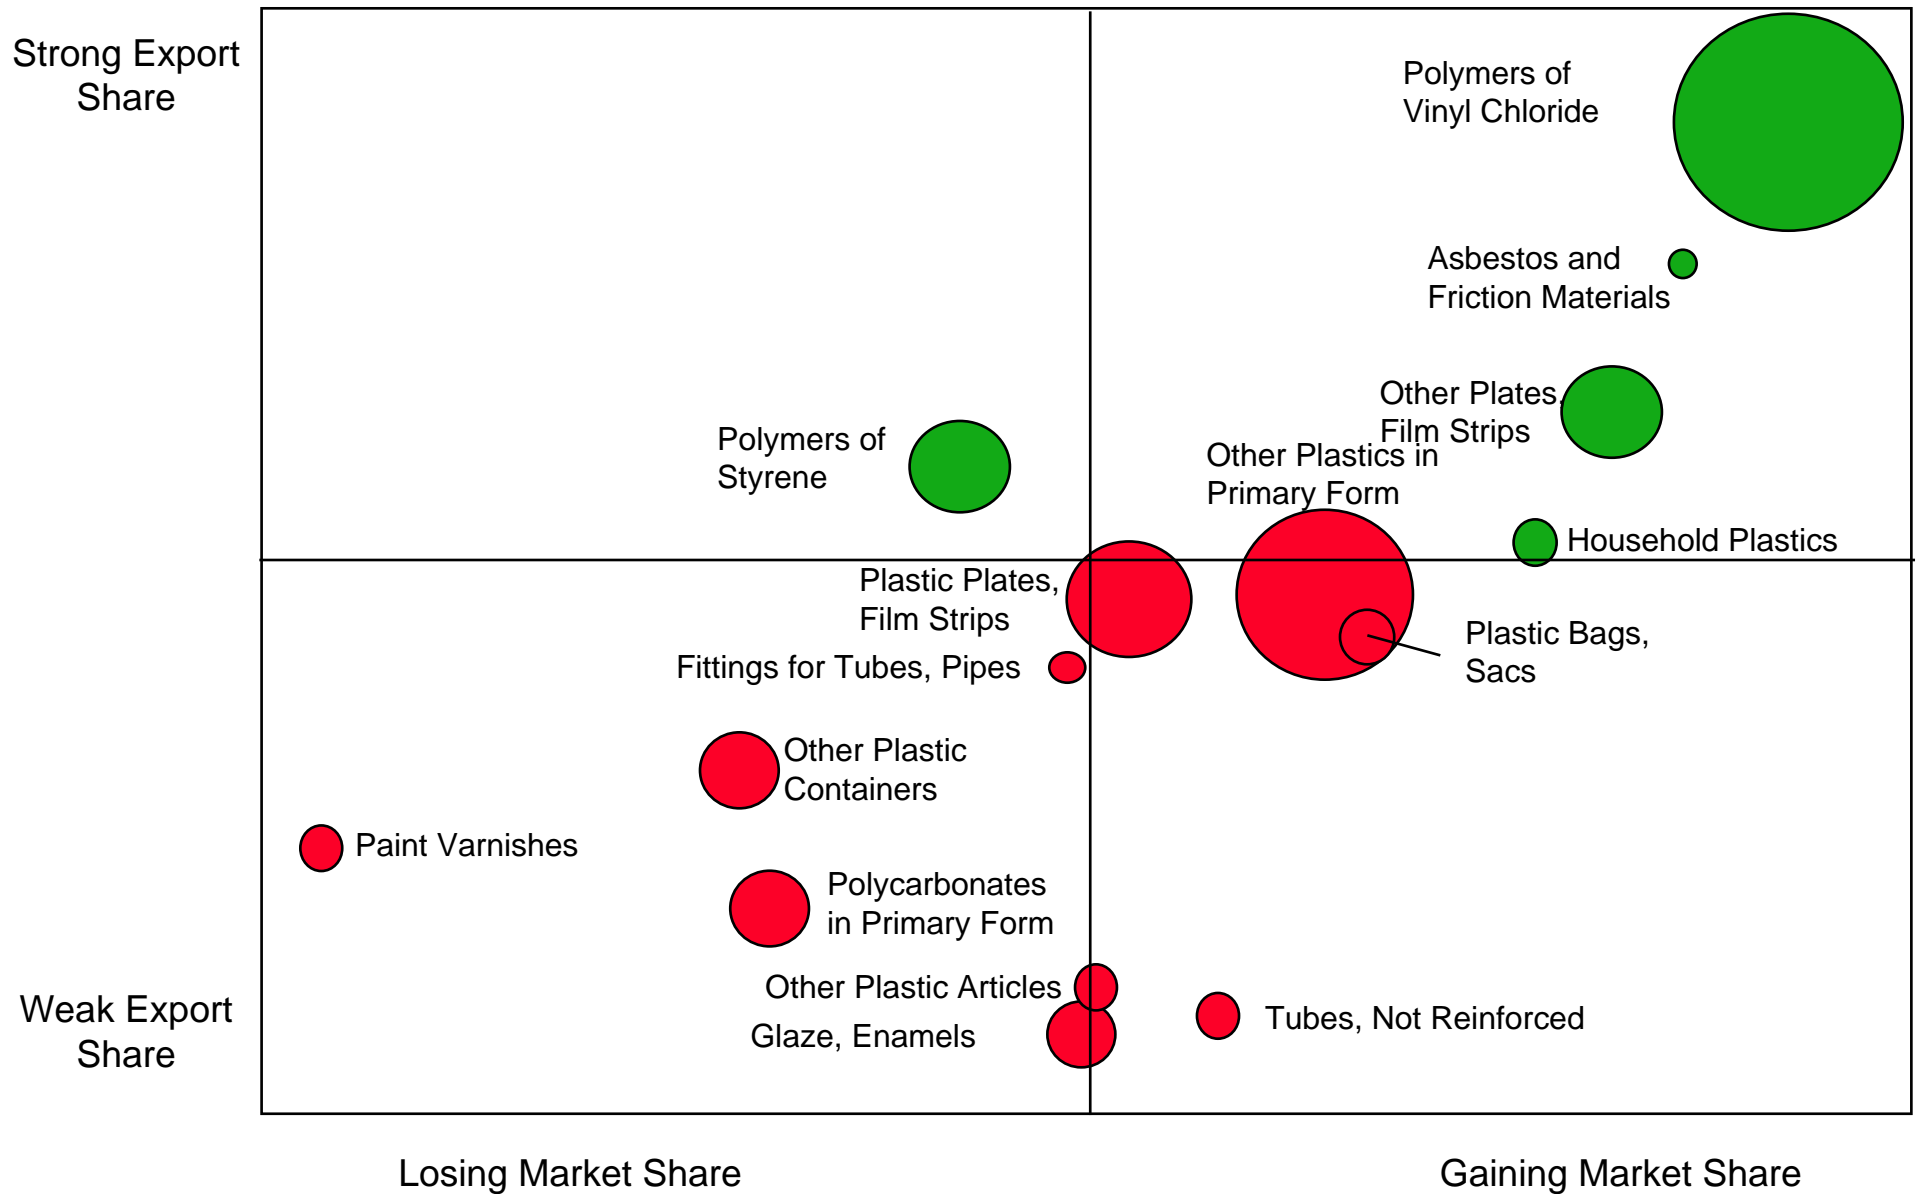 Strong Export
Share
Polymers of
Vinyl Chloride
Asbestos and
Friction Materials
Other Plates,
Film Strips
Polymers of
Styrene
Other Plastics in
Primary Form
Household Plastics
Plastic Plates,
Film Strips
Plastic Bags,
Sacs
Fittings for Tubes, Pipes
Other Plastic
Containers
Paint Varnishes
Polycarbonates
in Primary Form
Other Plastic Articles
Glaze, Enamels
Tubes, Not Reinforced
Weak Export
Share
Losing Market Share
Gaining Market Share